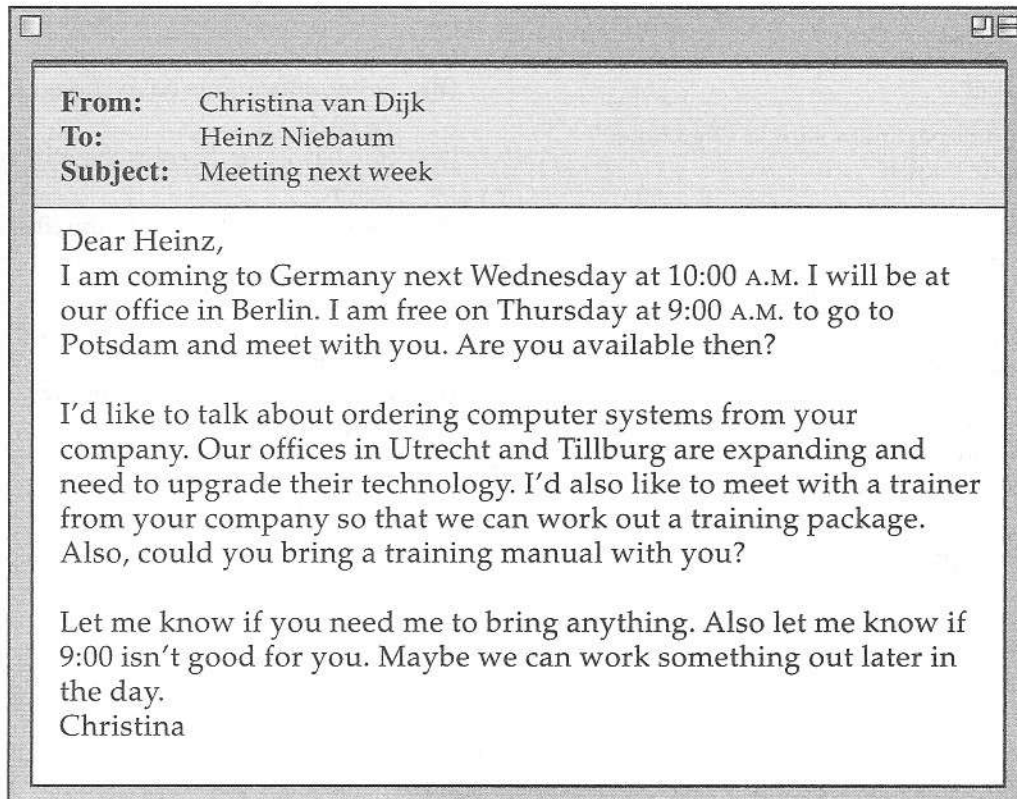 From: Christina van Dijk
To: Heinz Niebaum
Subject: Meeting next week
Dear Heinz,
I am coming to Germany next Wednesday at 10:00 A.M. I will be at
our office in Berlin. I am free on Thursday at 9:00 A.M. to go to
Potsdam and meet with you. Are you available then?
I'd like to talk about ordering computer systems from your
company. Our offices in Utrecht and Tillburg are expanding and
need to upgrade their technology. I'd also like to meet with a trainer
from your company so that we can work out a training package.
Also, could you bring a training manual with you?
Let me know if you need me to bring anything. Also let me know if
9:00 isn't good for you. Maybe we can work something out later in
the day.
Christina